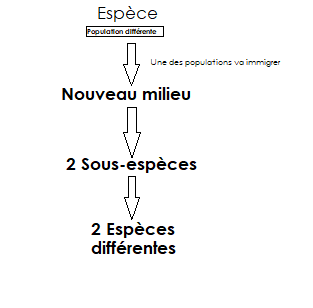 Espèce
Population différente
Une des populations va immigrer
Nouveau milieu
2 Sous-espèces
2 Espèces
différentes